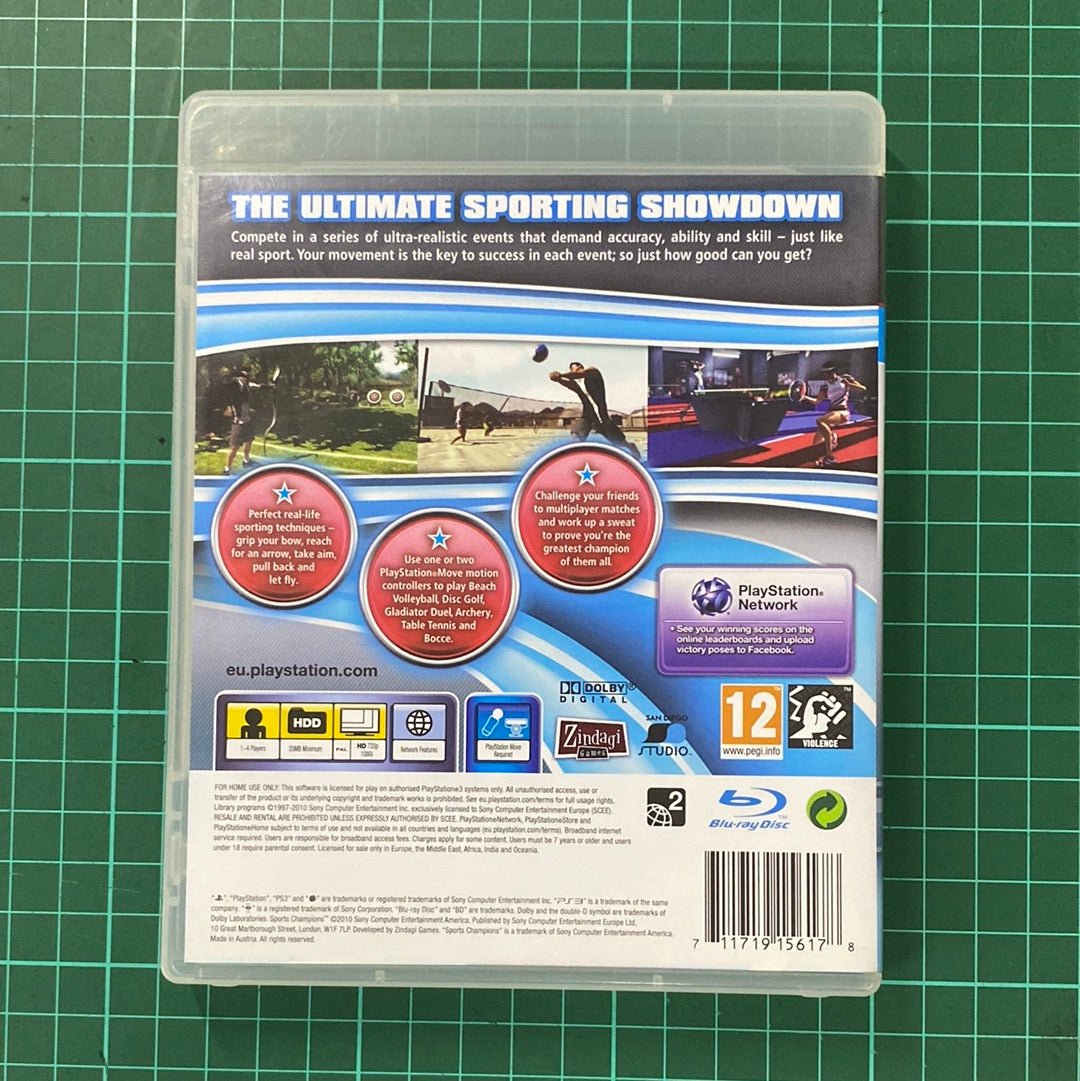 THE ULTIMATE SPORTING SHOWDOWN
Compete in a series of ultra-realistic events that demand accuracy, ability and skill – just like
real sport. Your movement is the key to success in each event; so just how good can you get?
Perfect real-life
sporting techniques –
grip your bow, reach
for an arrow, take aim,
pull back and
let fly.
Use one or two
PlayStation®Move motion
controllers to play Beach
Volleyball, Disc Golf,
Gladiator Duel, Archery,
Table Tennis and
Bocce.
Challenge your friends
to multiplayer matches
and work up a sweat
to prove you're the
greatest champion
of them all.
PlayStation®
Network
• See your winning scores on the
online leaderboards and upload
victory poses to Facebook.
eu.playstation.com
1-4 Players
HDD
20MB Minimum
PAL
HD 720p
1080i
Network Features
PlayStation Move
Required
DOLBY®
DIGITAL
Zindagi
Games
SAN DIEGO
STUDIO™
12™
www.pegi.info
TM
VIOLENCE
FOR HOME USE ONLY: This software is licensed for play on authorised PlayStation®3 systems only. All unauthorised access, use or
transfer of the product or its underlying copyright and trademark works is prohibited. See eu.playstation.com/terms for full usage rights.
Library programs ©1997-2010 Sony Computer Entertainment Inc. exclusively licensed to Sony Computer Entertainment Europe (SCEE).
RESALE AND RENTAL ARE PROHIBITED UNLESS EXPRESSLY AUTHORISED BY SCEE. PlayStation®Network, PlayStation®Store and
PlayStation®Home subject to terms of use and not available in all countries and languages (eu.playstation.com/terms). Broadband internet
service required. Users are responsible for broadband access fees. Charges apply for some content. Users must be 7 years or older and users
under 18 require parental consent. Licensed for sale only in Europe, the Middle East, Africa, India and Oceania.
2
Blu-ray Disc™
", "PlayStation", "PS3" and " " are trademarks or registered trademarks of Sony Computer Entertainment Inc. "PS3" is a trademark of the same
company. " " is a registered trademark of Sony Corporation. "Blu-ray Disc" and "BD" are trademarks. Dolby and the double-D symbol are trademarks of
Dolby Laboratories. Sports Champions™ ©2010 Sony Computer Entertainment America. Published by Sony Computer Entertainment Europe Ltd,
10 Great Marlborough Street, London, W1F 7LP. Developed by Zindagi Games. "Sports Champions" is a trademark of Sony Computer Entertainment America.
Made in Austria. All rights reserved.
7 11719 15617 8